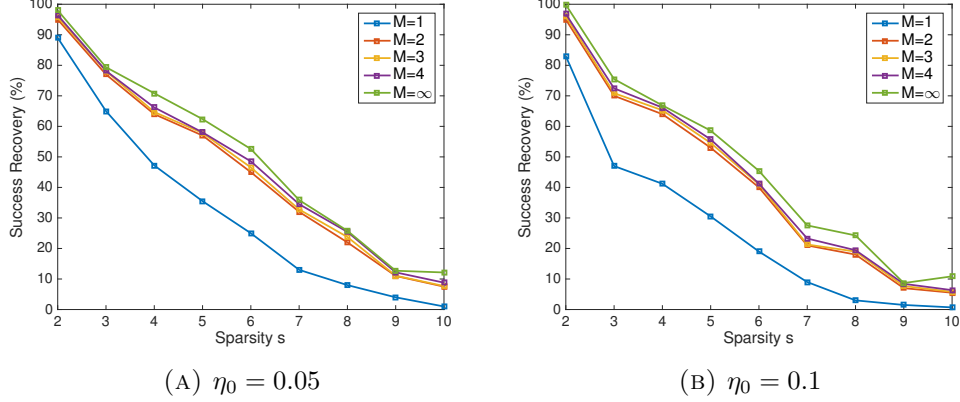 100
90
80
70
60
50
40
30
20
10
0
Success Recovery (%)
2 3 4 5 6 7 8 9 10
Sparsity s
M=1
M=2
M=3
M=4
M=∞
(A) η₀ = 0.05
100
90
80
70
60
50
40
30
20
10
0
Success Recovery (%)
2 3 4 5 6 7 8 9 10
Sparsity s
M=1
M=2
M=3
M=4
M=∞
(B) η₀ = 0.1